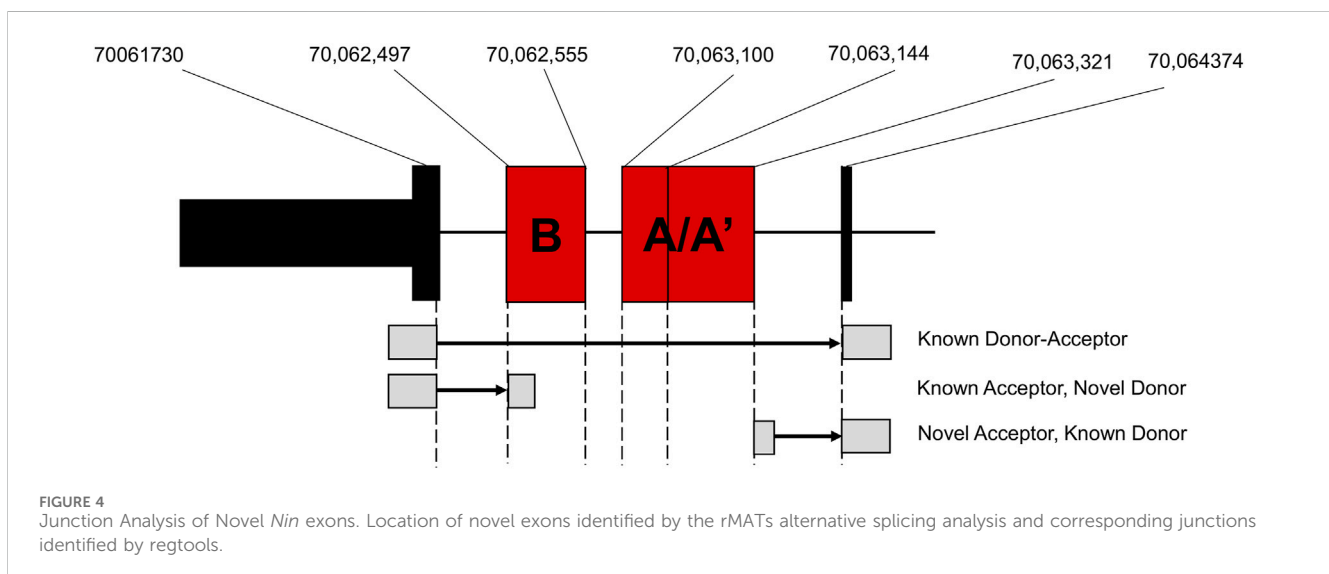 70061730 70,062,497 70,062,555 70,063,100 70,063,144 70,063,321 70,064374
B A/A’
Known Donor-Acceptor
Known Acceptor, Novel Donor
Novel Acceptor, Known Donor
FIGURE 4
Junction Analysis of Novel Nin exons. Location of novel exons identified by the rMATs alternative splicing analysis and corresponding junctions
identified by regtools.